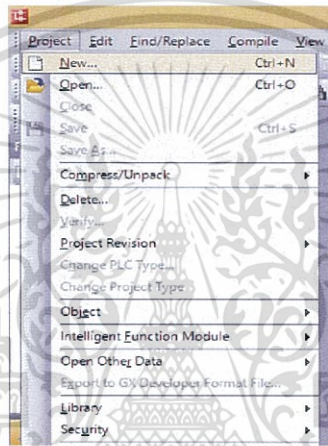 Project Edit Find/Replace Compile View
New... Ctrl+N
Open... Ctrl+O
Close
Save Ctrl+S
Save As...
Compress/Unpack
Delete...
Verify...
Project Revision
Change PLC Type...
Change Project Type
Object
Intelligent Function Module
Open Other Data
Export to GX Developer Format File...
Library
Security